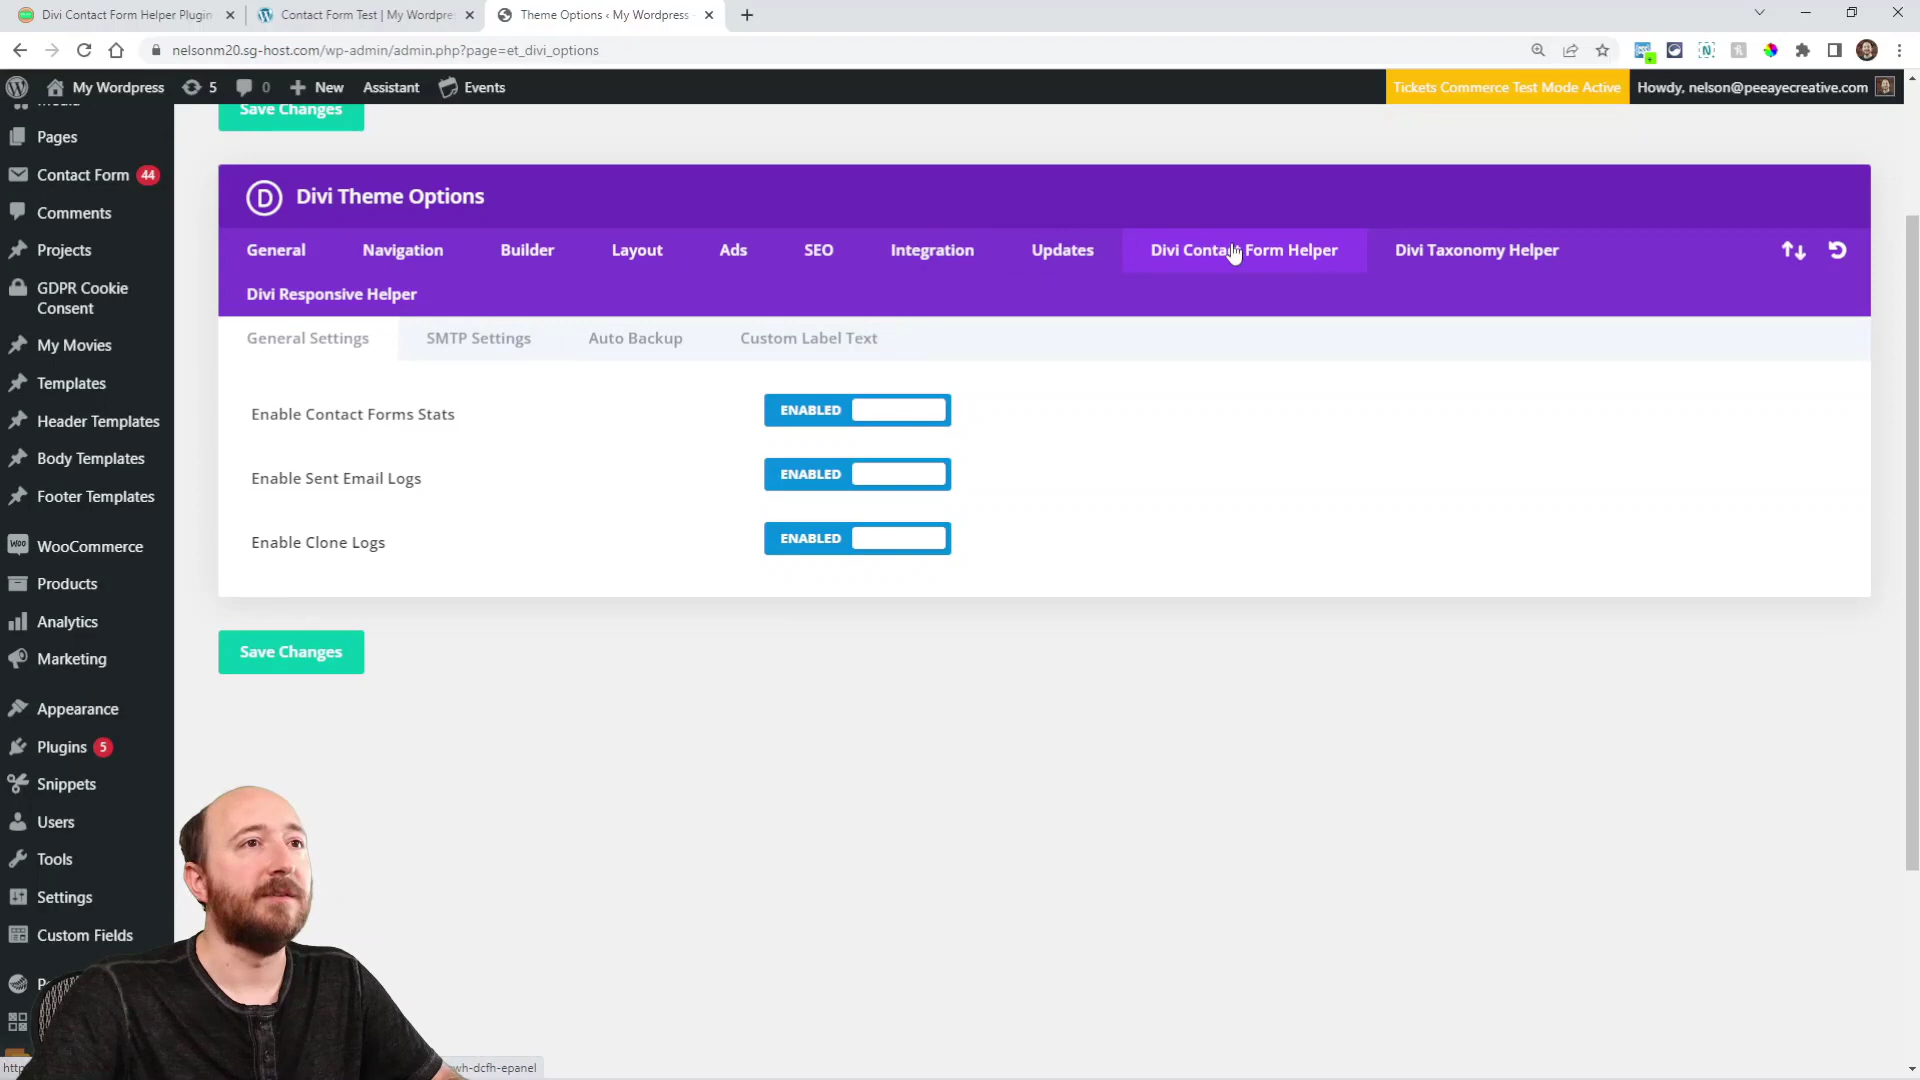 Divi Contact Form Helper Plugin
Contact Form Test | My Wordpre
Theme Options ‹ My Wordpress
nelsonm20.sg-host.com/wp-admin/admin.php?page=et_divi_options
My Wordpress
5
0
New
Assistant
Events
Tickets Commerce Test Mode Active
Howdy, nelson@peeayecreative.com
Media
Pages
Contact Form 44
Comments
Projects
GDPR Cookie
Consent
My Movies
Templates
Header Templates
Body Templates
Footer Templates
WooCommerce
Products
Analytics
Marketing
Appearance
Plugins 5
Snippets
Users
Tools
Settings
Custom Fields
Save Changes
D Divi Theme Options
General
Navigation
Builder
Layout
Ads
SEO
Integration
Updates
Divi Contact Form Helper
Divi Taxonomy Helper
Divi Responsive Helper
General Settings
SMTP Settings
Auto Backup
Custom Label Text
Enable Contact Forms Stats
ENABLED
Enable Sent Email Logs
ENABLED
Enable Clone Logs
ENABLED
Save Changes
wh-dcfh-epanel